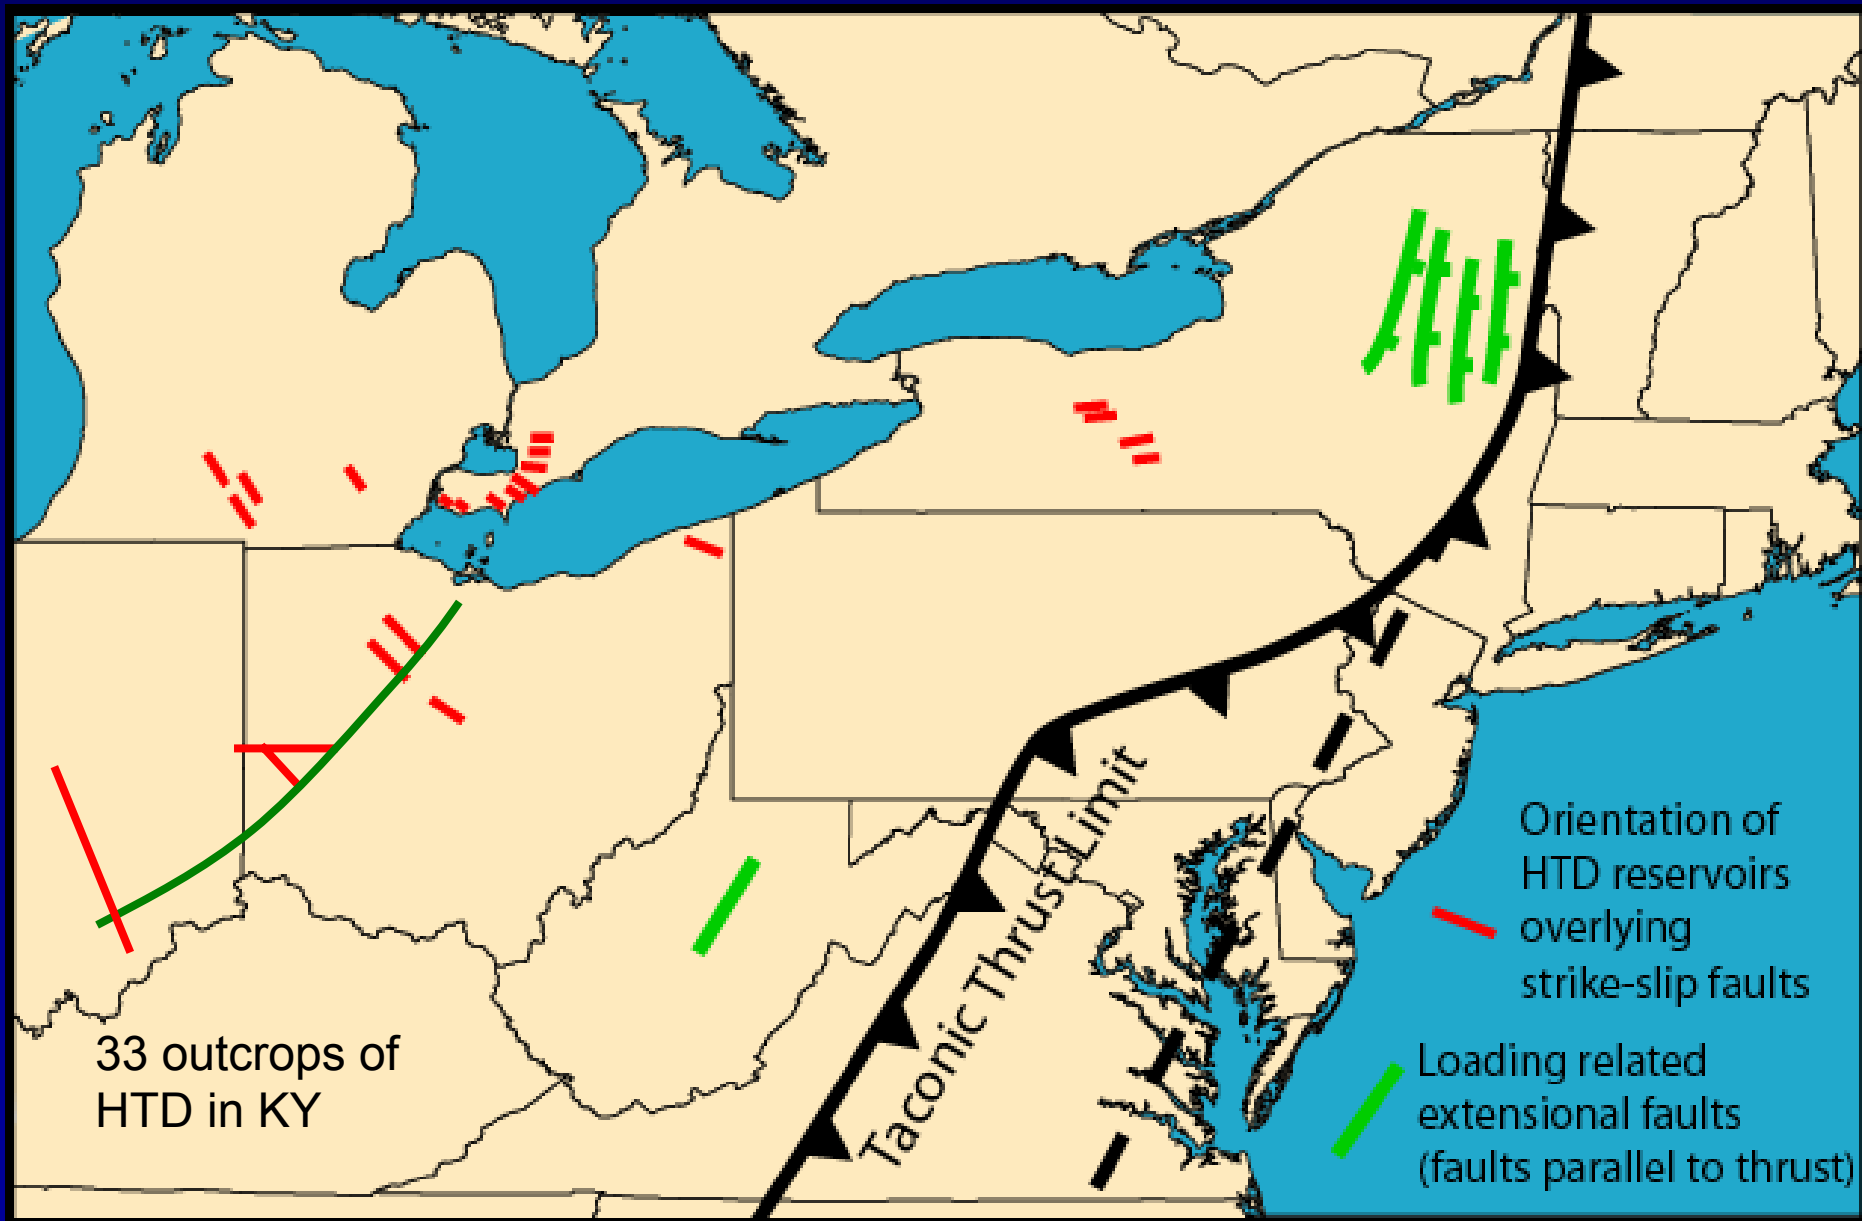 Taconic Thrust Limit
Orientation of
HTD reservoirs
overlying
strike-slip faults
33 outcrops of
HTD in KY
Loading related
extensional faults
(faults parallel to thrust)